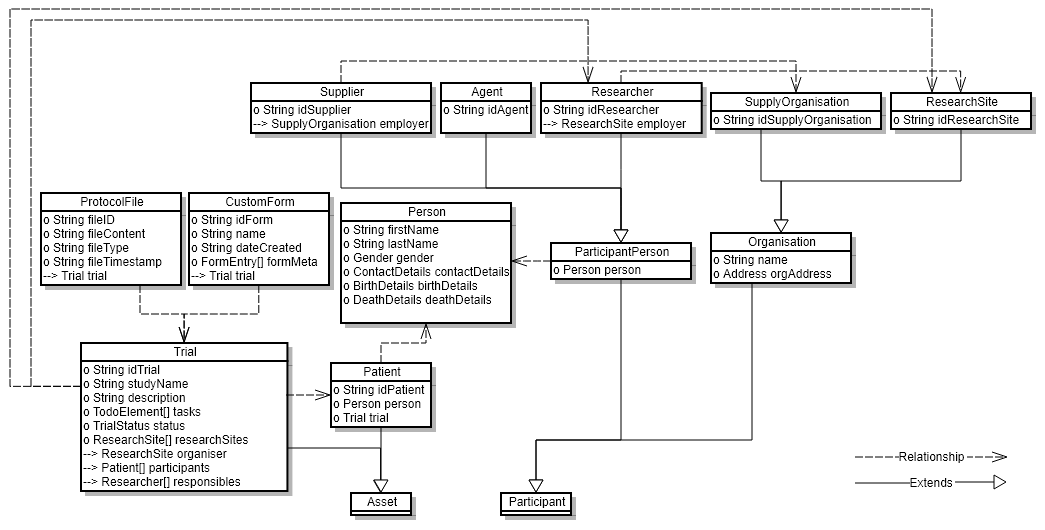 Supplier
o String idSupplier
--> SupplyOrganisation employer
Agent
o String idAgent
Researcher
o String idResearcher
--> ResearchSite employer
SupplyOrganisation
o String idSupplyOrganisation
ResearchSite
o String idResearchSite
ProtocolFile
o String fileID
o String fileContent
o String fileType
o String fileTimestamp
--> Trial trial
CustomForm
o String idForm
o String name
o String dateCreated
o FormEntry[] formMeta
--> Trial trial
Person
o String firstName
o String lastName
o Gender gender
o ContactDetails contactDetails
o BirthDetails birthDetails
o DeathDetails deathDetails
ParticipantPerson
o Person person
Organisation
o String name
o Address orgAddress
Trial
o String idTrial
o String studyName
o String description
o TodoElement[] tasks
o TrialStatus status
o ResearchSite[] researchSites
--> ResearchSite organiser
--> Patient[] participants
--> Researcher[] responsibles
Patient
o String idPatient
o Person person
o Trial trial
Asset
Participant
Relationship
Extends